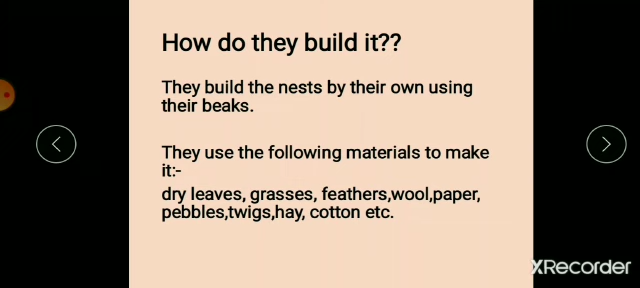 How do they build it??
They build the nests by their own using
their beaks.
They use the following materials to make
it:-
dry leaves, grasses, feathers,wool,paper,
pebbles,twigs,hay, cotton etc.
XRecorder